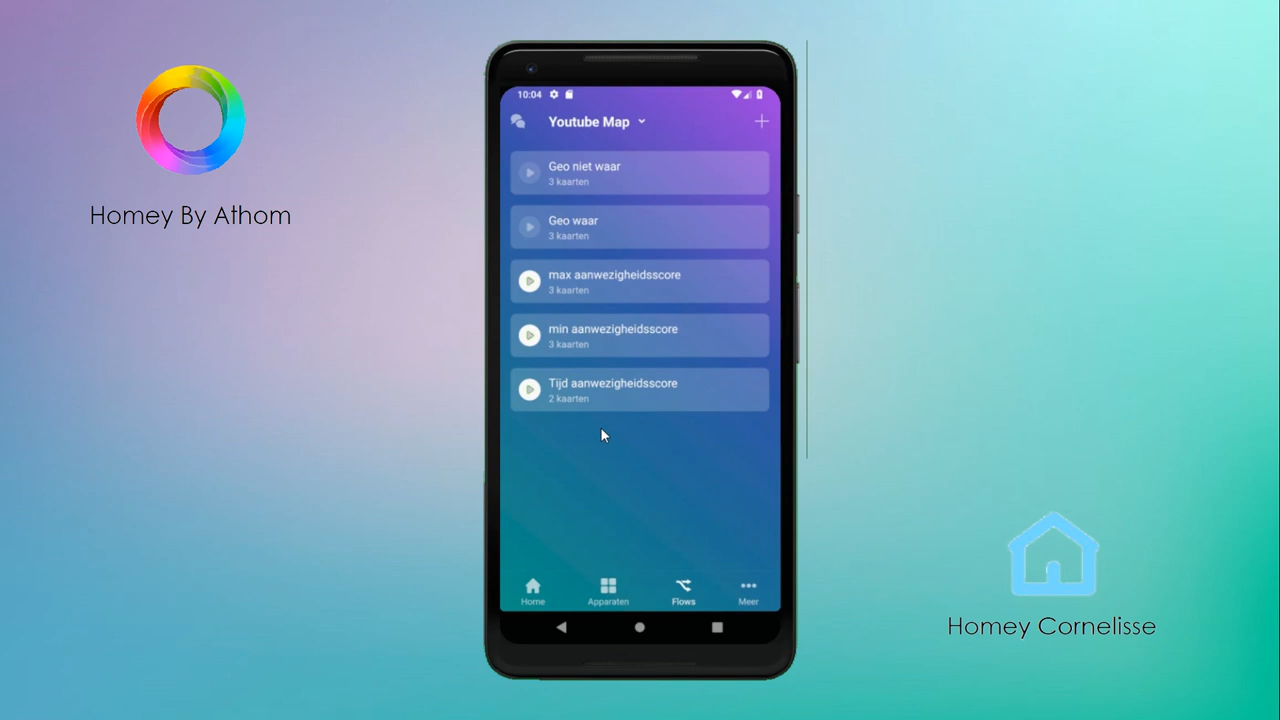 Homey By Athom
10:04
Youtube Map
Geo niet waar
3 kaarten
Geo waar
3 kaarten
max aanwezigheidsscore
3 kaarten
min aanwezigheidsscore
3 kaarten
Tijd aanwezigheidsscore
2 kaarten
Home
Apparaten
Flows
Meer
Homey Cornelisse